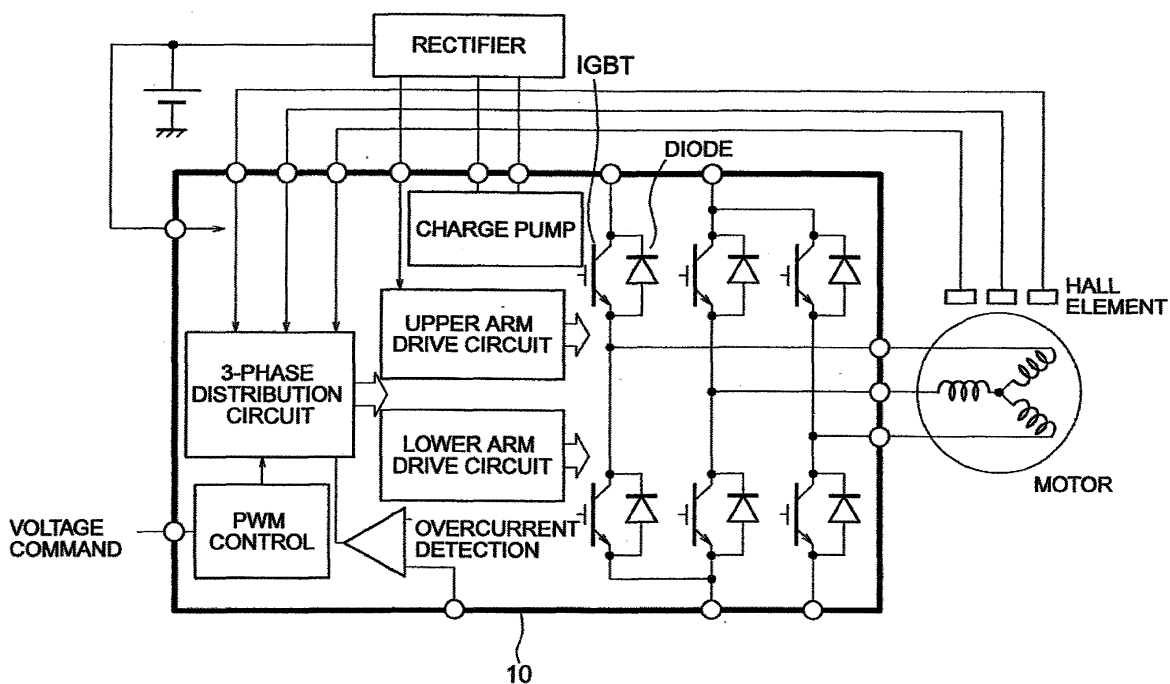 RECTIFIER
IGBT
DIODE
CHARGE PUMP
HALL
ELEMENT
UPPER ARM
DRIVE CIRCUIT
3-PHASE
DISTRIBUTION
CIRCUIT
LOWER ARM
DRIVE CIRCUIT
MOTOR
VOLTAGE
COMMAND
PWM
CONTROL
OVERCURRENT
DETECTION
10